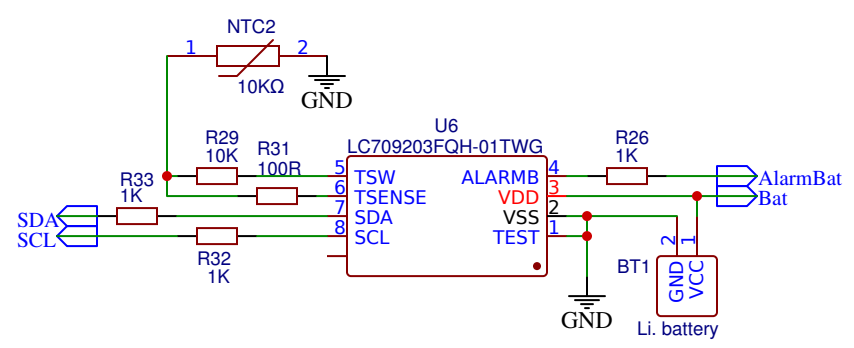 NTC2
1 2
10KΩ
GND
U6
LC709203FQH-01TWG
R29
10K
R31
100R
R33
1K
R32
1K
R26
1K
5 TSW
6 TSENSE
7 SDA
8 SCL
ALARMB 4
VDD 3
VSS 2
TEST 1
SDA
SCL
AlarmBat
Bat
GND
BT1
2 1
GND VCC
Li. battery